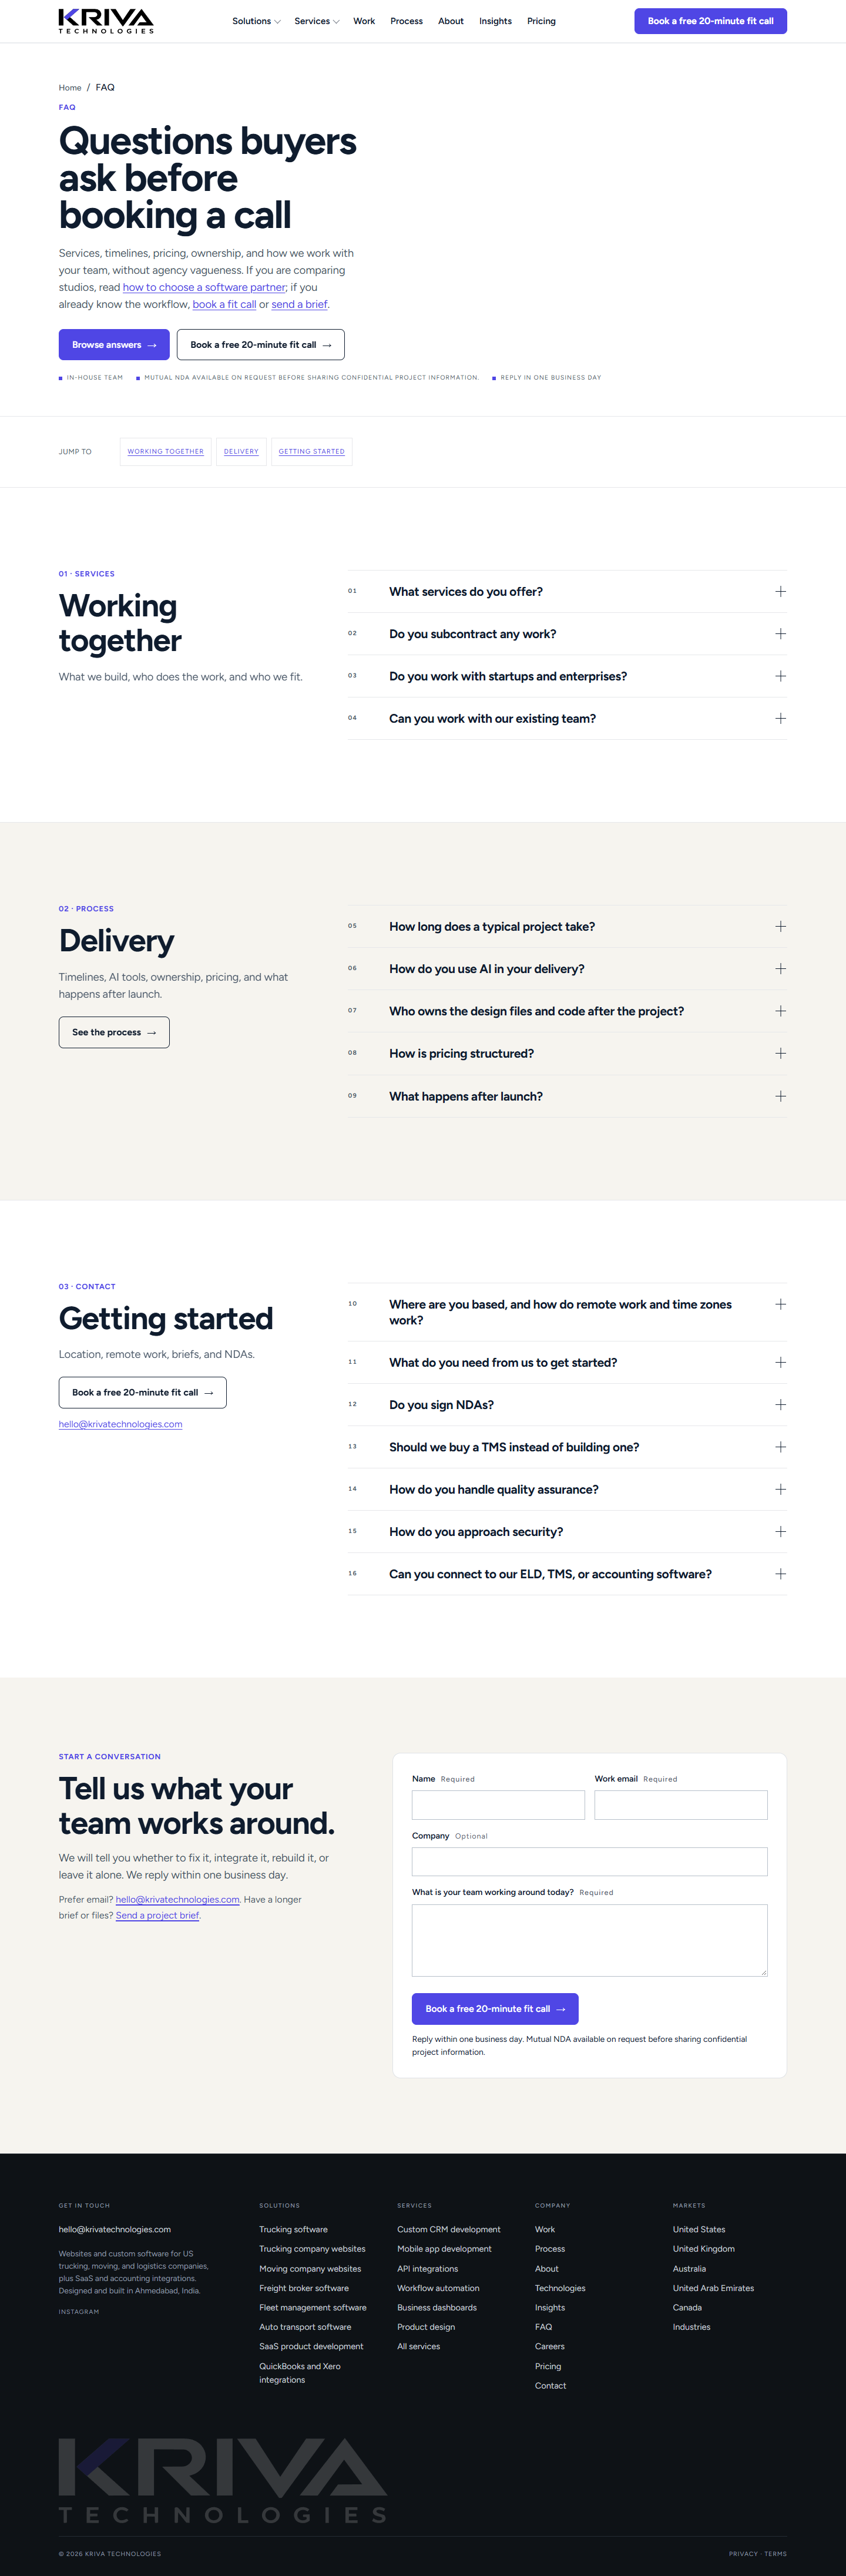 KRIVA
TECHNOLOGIES
Solutions Services Work Process About Insights Pricing
Book a free 20-minute fit call
Home / FAQ
FAQ
Questions buyers
ask before
booking a call
Services, timelines, pricing, ownership, and how we work with
your team, without agency vagueness. If you are comparing
studios, read how to choose a software partner; if you
already know the workflow, book a fit call or send a brief.
Browse answers →
Book a free 20-minute fit call →
IN-HOUSE TEAM
MUTUAL NDA AVAILABLE ON REQUEST BEFORE SHARING CONFIDENTIAL PROJECT INFORMATION.
REPLY IN ONE BUSINESS DAY
JUMP TO
WORKING TOGETHER
DELIVERY
GETTING STARTED
01 · SERVICES
Working
together
What we build, who does the work, and who we fit.
01 What services do you offer?
02 Do you subcontract any work?
03 Do you work with startups and enterprises?
04 Can you work with our existing team?
02 · PROCESS
Delivery
Timelines, AI tools, ownership, pricing, and what
happens after launch.
See the process →
05 How long does a typical project take?
06 How do you use AI in your delivery?
07 Who owns the design files and code after the project?
08 How is pricing structured?
09 What happens after launch?
03 · CONTACT
Getting started
Location, remote work, briefs, and NDAs.
Book a free 20-minute fit call →
hello@krivatechnologies.com
10 Where are you based, and how do remote work and time zones
work?
11 What do you need from us to get started?
12 Do you sign NDAs?
13 Should we buy a TMS instead of building one?
14 How do you handle quality assurance?
15 How do you approach security?
16 Can you connect to our ELD, TMS, or accounting software?
START A CONVERSATION
Tell us what your
team works around.
We will tell you whether to fix it, integrate it, rebuild it, or
leave it alone. We reply within one business day.
Prefer email? hello@krivatechnologies.com. Have a longer
brief or files? Send a project brief.
Name Required
Work email Required
Company Optional
What is your team working around today? Required
Book a free 20-minute fit call →
Reply within one business day. Mutual NDA available on request before sharing confidential
project information.
GET IN TOUCH
hello@krivatechnologies.com
Websites and custom software for US
trucking, moving, and logistics companies,
plus SaaS and accounting integrations.
Designed and built in Ahmedabad, India.
INSTAGRAM
SOLUTIONS
Trucking software
Trucking company websites
Moving company websites
Freight broker software
Fleet management software
Auto transport software
SaaS product development
QuickBooks and Xero
integrations
SERVICES
Custom CRM development
Mobile app development
API integrations
Workflow automation
Business dashboards
Product design
All services
COMPANY
Work
Process
About
Technologies
Insights
FAQ
Careers
Pricing
Contact
MARKETS
United States
United Kingdom
Australia
United Arab Emirates
Canada
Industries
KRIVA
TECHNOLOGIES
© 2026 KRIVA TECHNOLOGIES
PRIVACY · TERMS